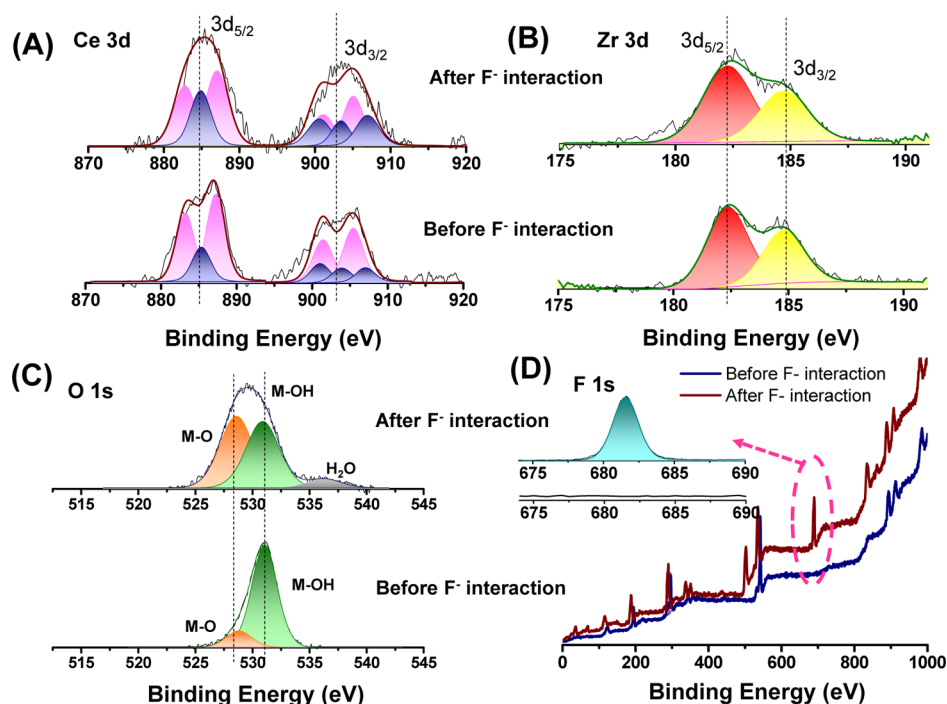 (A)
Ce 3d
3d5/2
3d3/2
After F- interaction
870 880 890 900 910 920
Before F- interaction
870 880 890 900 910 920
Binding Energy (eV)
(B)
Zr 3d
3d5/2
3d3/2
175 180 185 190
175 180 185 190
Binding Energy (eV)
(C)
O 1s
M-OH
M-O
After F- interaction
H2O
515 520 525 530 535 540 545
Before F- interaction
M-OH
M-O
515 520 525 530 535 540 545
Binding Energy (eV)
(D)
F 1s
Before F- interaction
After F- interaction
675 680 685 690
675 680 685 690
0 200 400 600 800 1000
Binding Energy (eV)